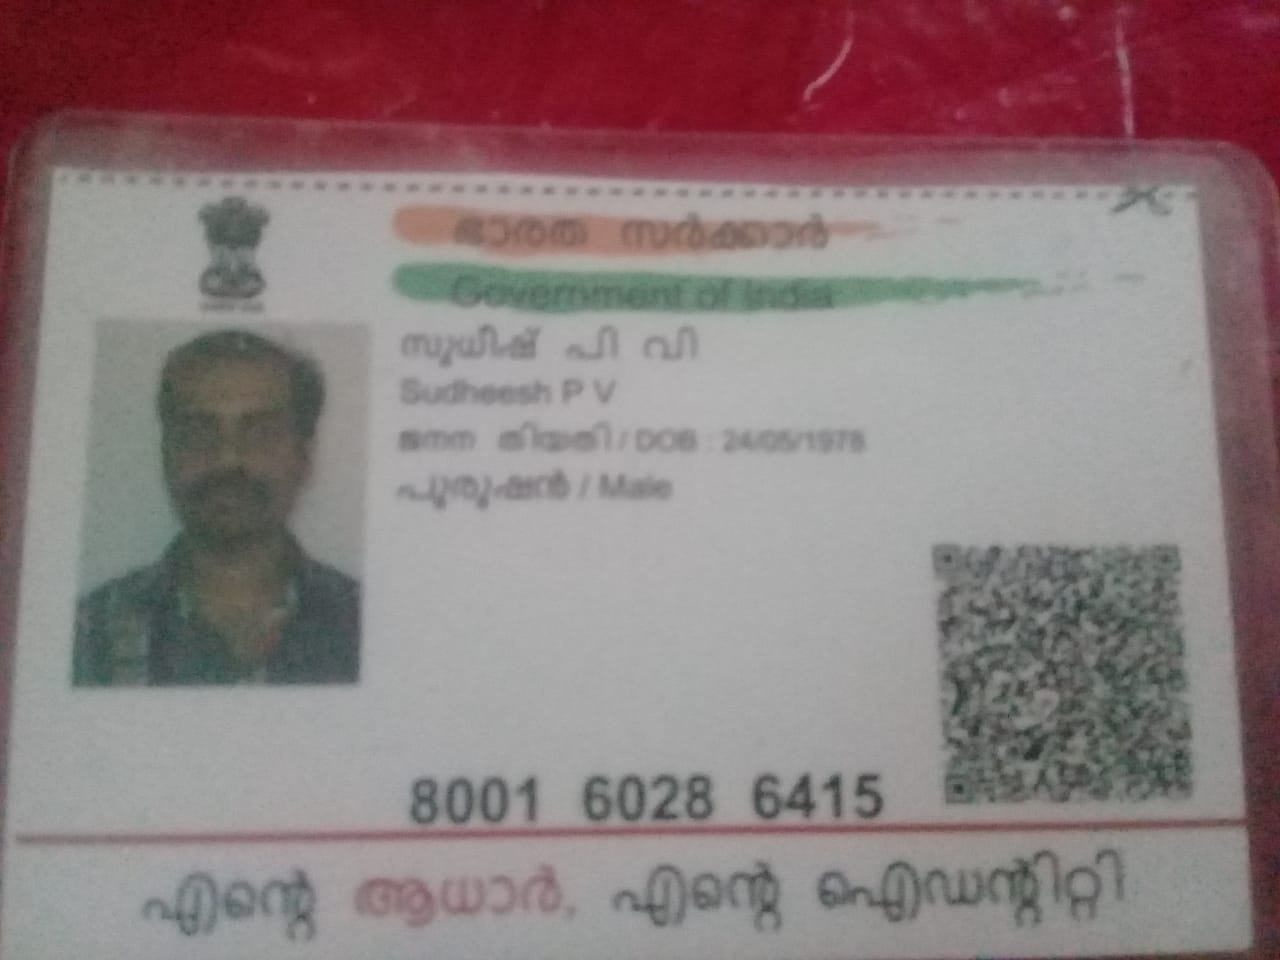 ഭാരത സർക്കാർ
Government of India
സുധീഷ് പി വി
Sudheesh P V
ജനന തിയതി / DOB : 24/05/1978
പുരുഷൻ / Male
8001 6028 6415
എന്റെ ആധാർ, എന്റെ ഐഡന്റിറ്റി